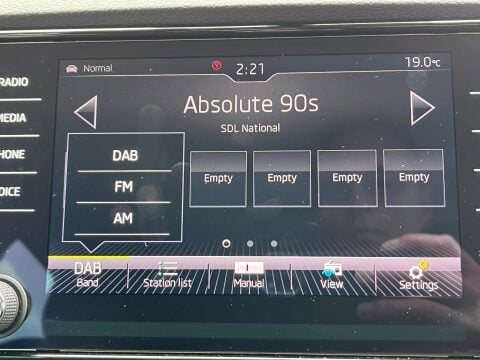 Normal
2:21
19.0°C
RADIO
MEDIA
PHONE
VOICE
Absolute 90s
SDL National
DAB
FM
AM
Empty
Empty
Empty
Empty
DAB
Band
Station list
Manual
View
Settings